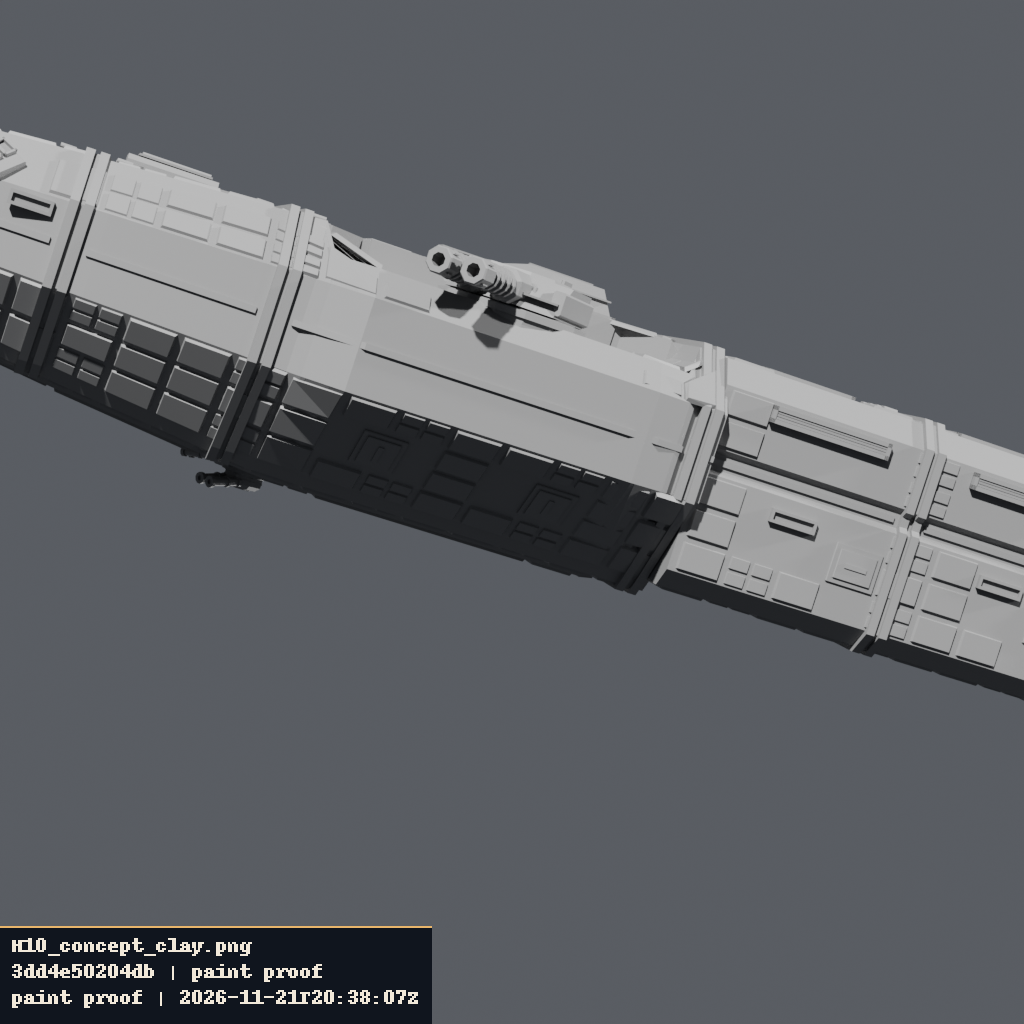 H10_concept_clay.png
3dd4e50204db | paint proof
paint proof | 2026-11-21T20:38:07Z